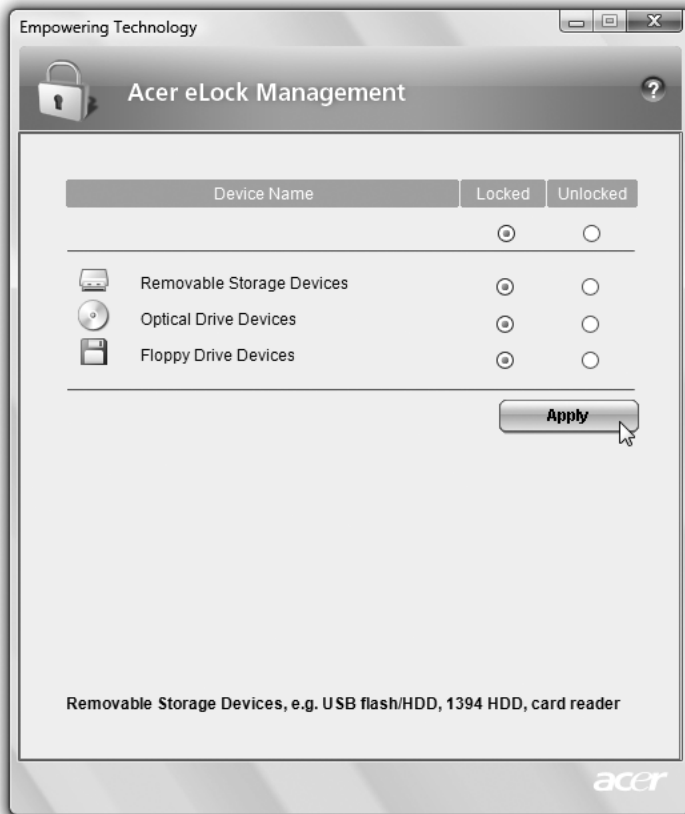 Empowering Technology
Acer eLock Management
?
Device Name Locked Unlocked
Removable Storage Devices
Optical Drive Devices
Floppy Drive Devices
Apply
Removable Storage Devices, e.g. USB flash/HDD, 1394 HDD, card reader
acer